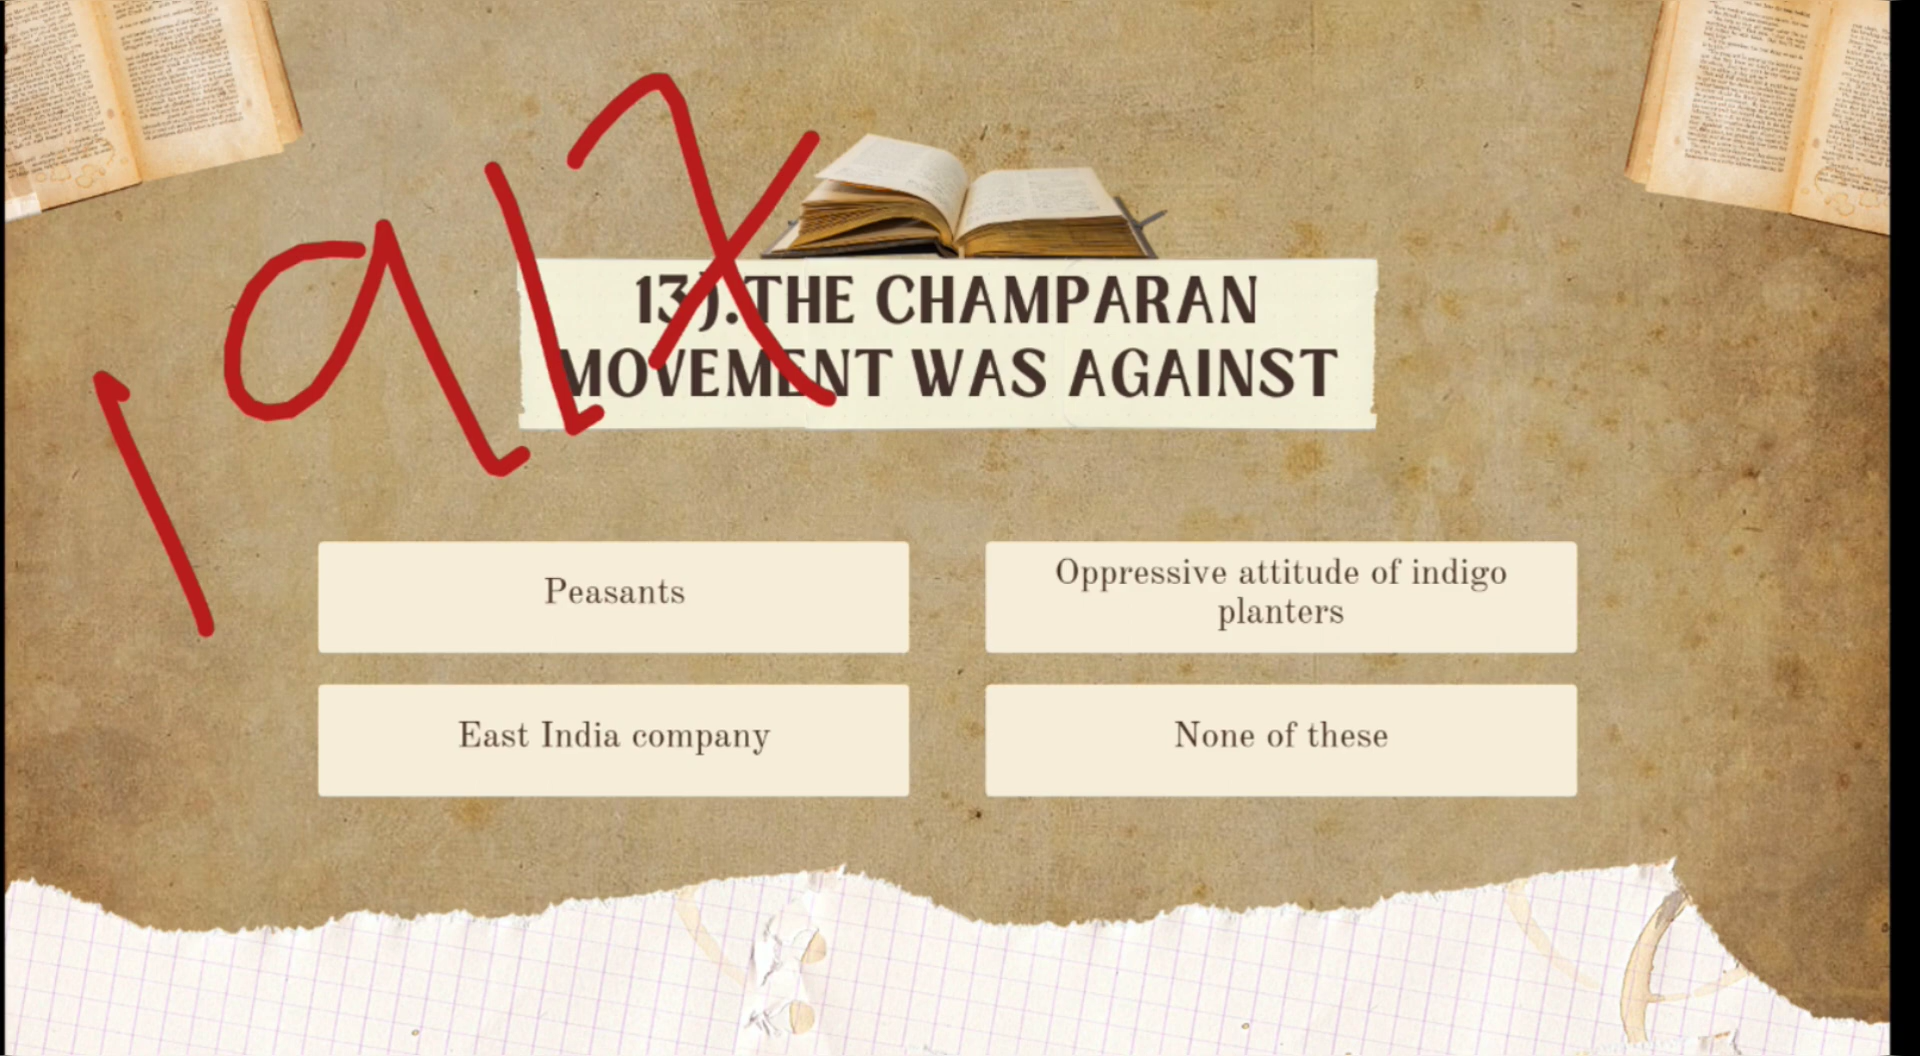 1917
13). THE CHAMPARAN
MOVEMENT WAS AGAINST
Peasants
Oppressive attitude of indigo
planters
East India company
None of these